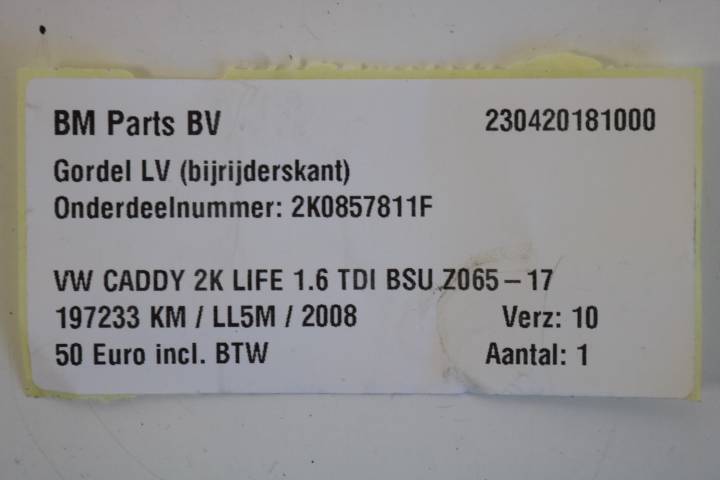 BM Parts BV 230420181000
Gordel LV (bijrijderskant)
Onderdeelnummer: 2K0857811F
VW CADDY 2K LIFE 1.6 TDI BSU Z065-17
197233 KM / LL5M / 2008 Verz: 10
50 Euro incl. BTW Aantal: 1